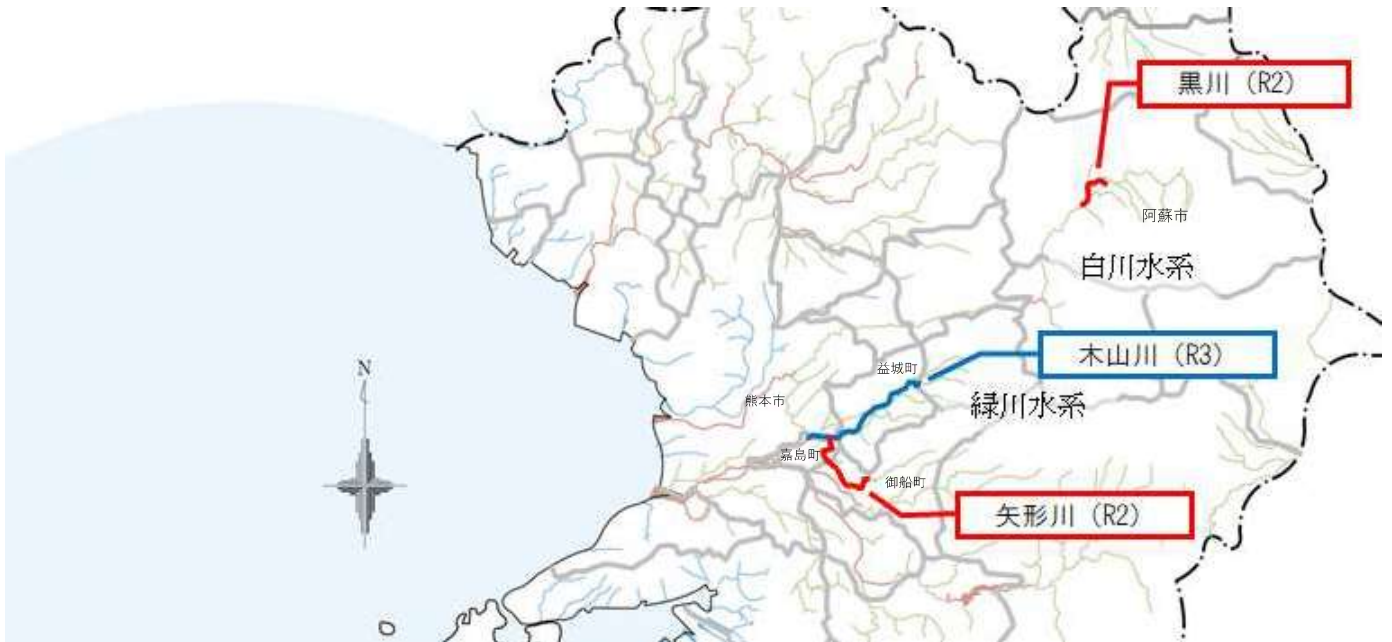 黒川（R2）
阿蘇市
白川水系
N
木山川（R3）
益城町
緑川水系
熊本市
嘉島町
御船町
矢形川（R2）